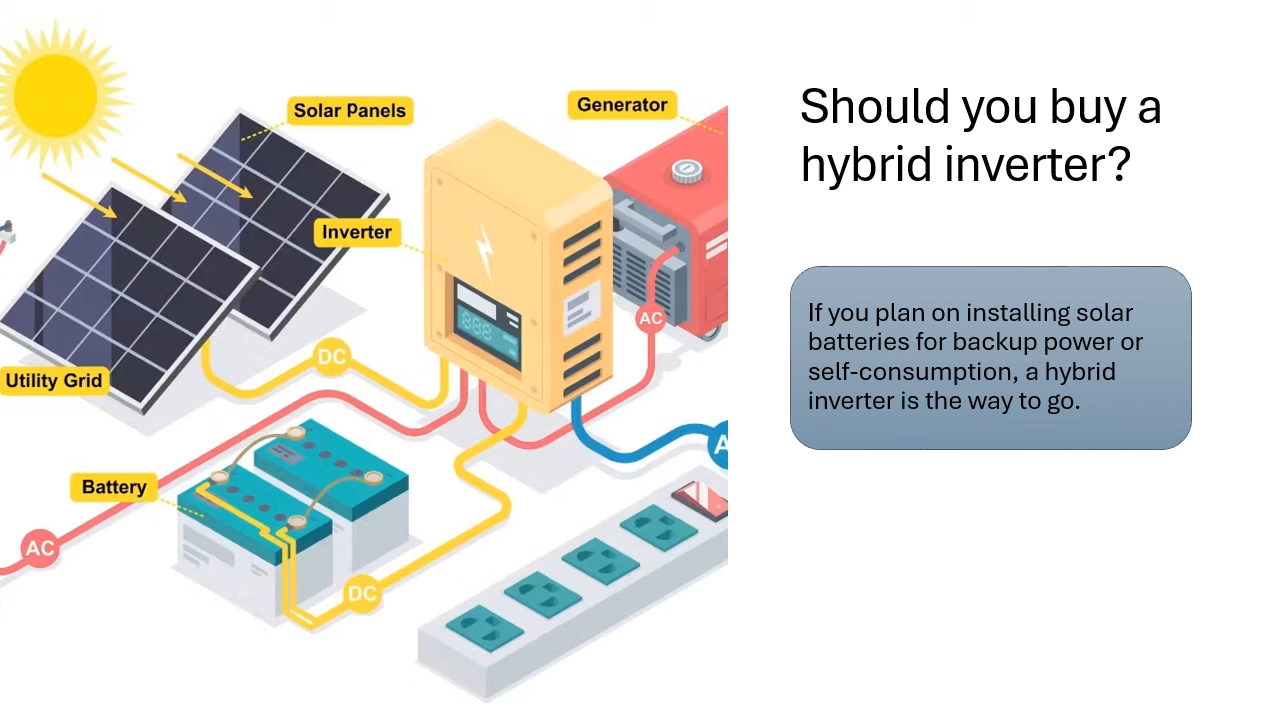 Solar Panels
Generator
Should you buy a
hybrid inverter?
Inverter
If you plan on installing solar
batteries for backup power or
self-consumption, a hybrid
inverter is the way to go.
AC
DC
Utility Grid
A
Battery
AC
DC